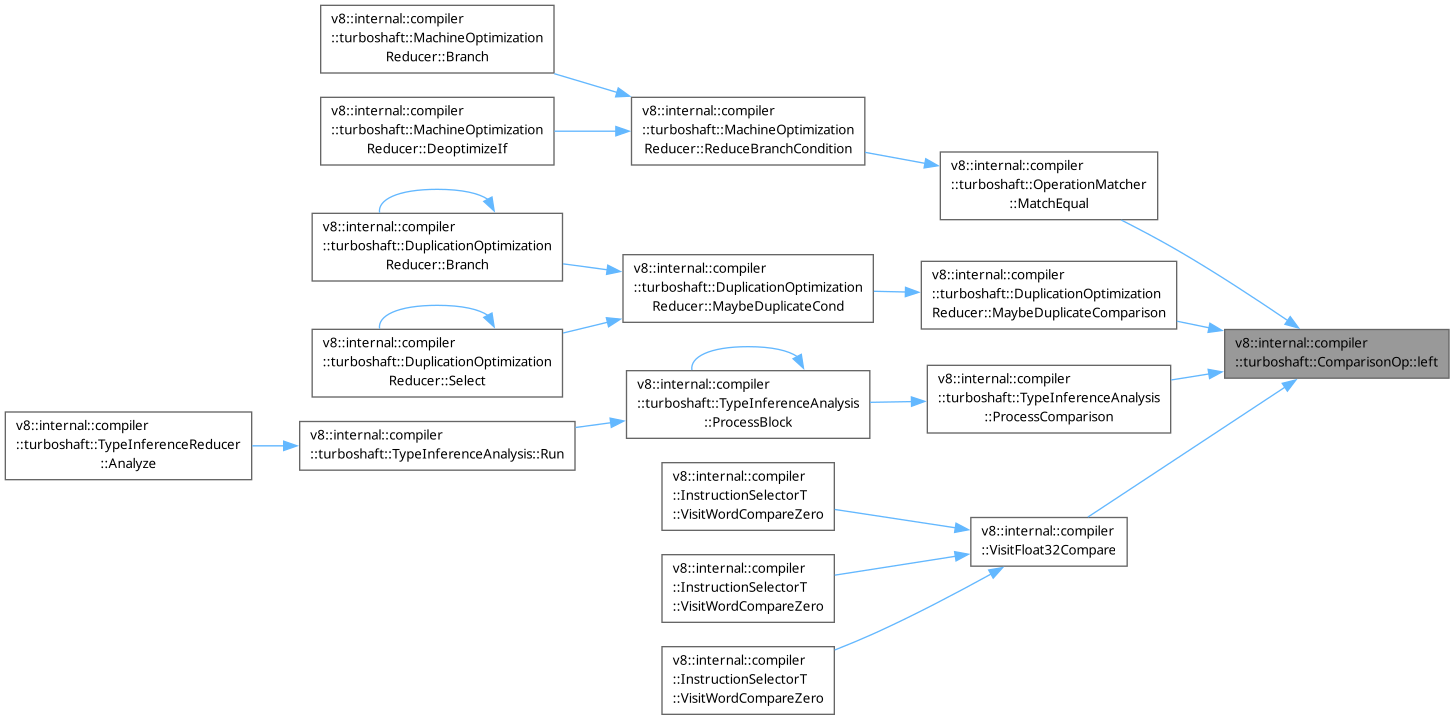 v8::internal::compiler
::turboshaft::MachineOptimization
Reducer::Branch
v8::internal::compiler
::turboshaft::MachineOptimization
Reducer::DeoptimizeIf
v8::internal::compiler
::turboshaft::MachineOptimization
Reducer::ReduceBranchCondition
v8::internal::compiler
::turboshaft::OperationMatcher
::MatchEqual
v8::internal::compiler
::turboshaft::DuplicationOptimization
Reducer::Branch
v8::internal::compiler
::turboshaft::DuplicationOptimization
Reducer::MaybeDuplicateCond
v8::internal::compiler
::turboshaft::DuplicationOptimization
Reducer::MaybeDuplicateComparison
v8::internal::compiler
::turboshaft::DuplicationOptimization
Reducer::Select
v8::internal::compiler
::turboshaft::ComparisonOp::left
v8::internal::compiler
::turboshaft::TypeInferenceAnalysis
::ProcessBlock
v8::internal::compiler
::turboshaft::TypeInferenceAnalysis
::ProcessComparison
v8::internal::compiler
::turboshaft::TypeInferenceReducer
::Analyze
v8::internal::compiler
::turboshaft::TypeInferenceAnalysis::Run
v8::internal::compiler
::InstructionSelectorT
::VisitWordCompareZero
v8::internal::compiler
::VisitFloat32Compare
v8::internal::compiler
::InstructionSelectorT
::VisitWordCompareZero
v8::internal::compiler
::InstructionSelectorT
::VisitWordCompareZero